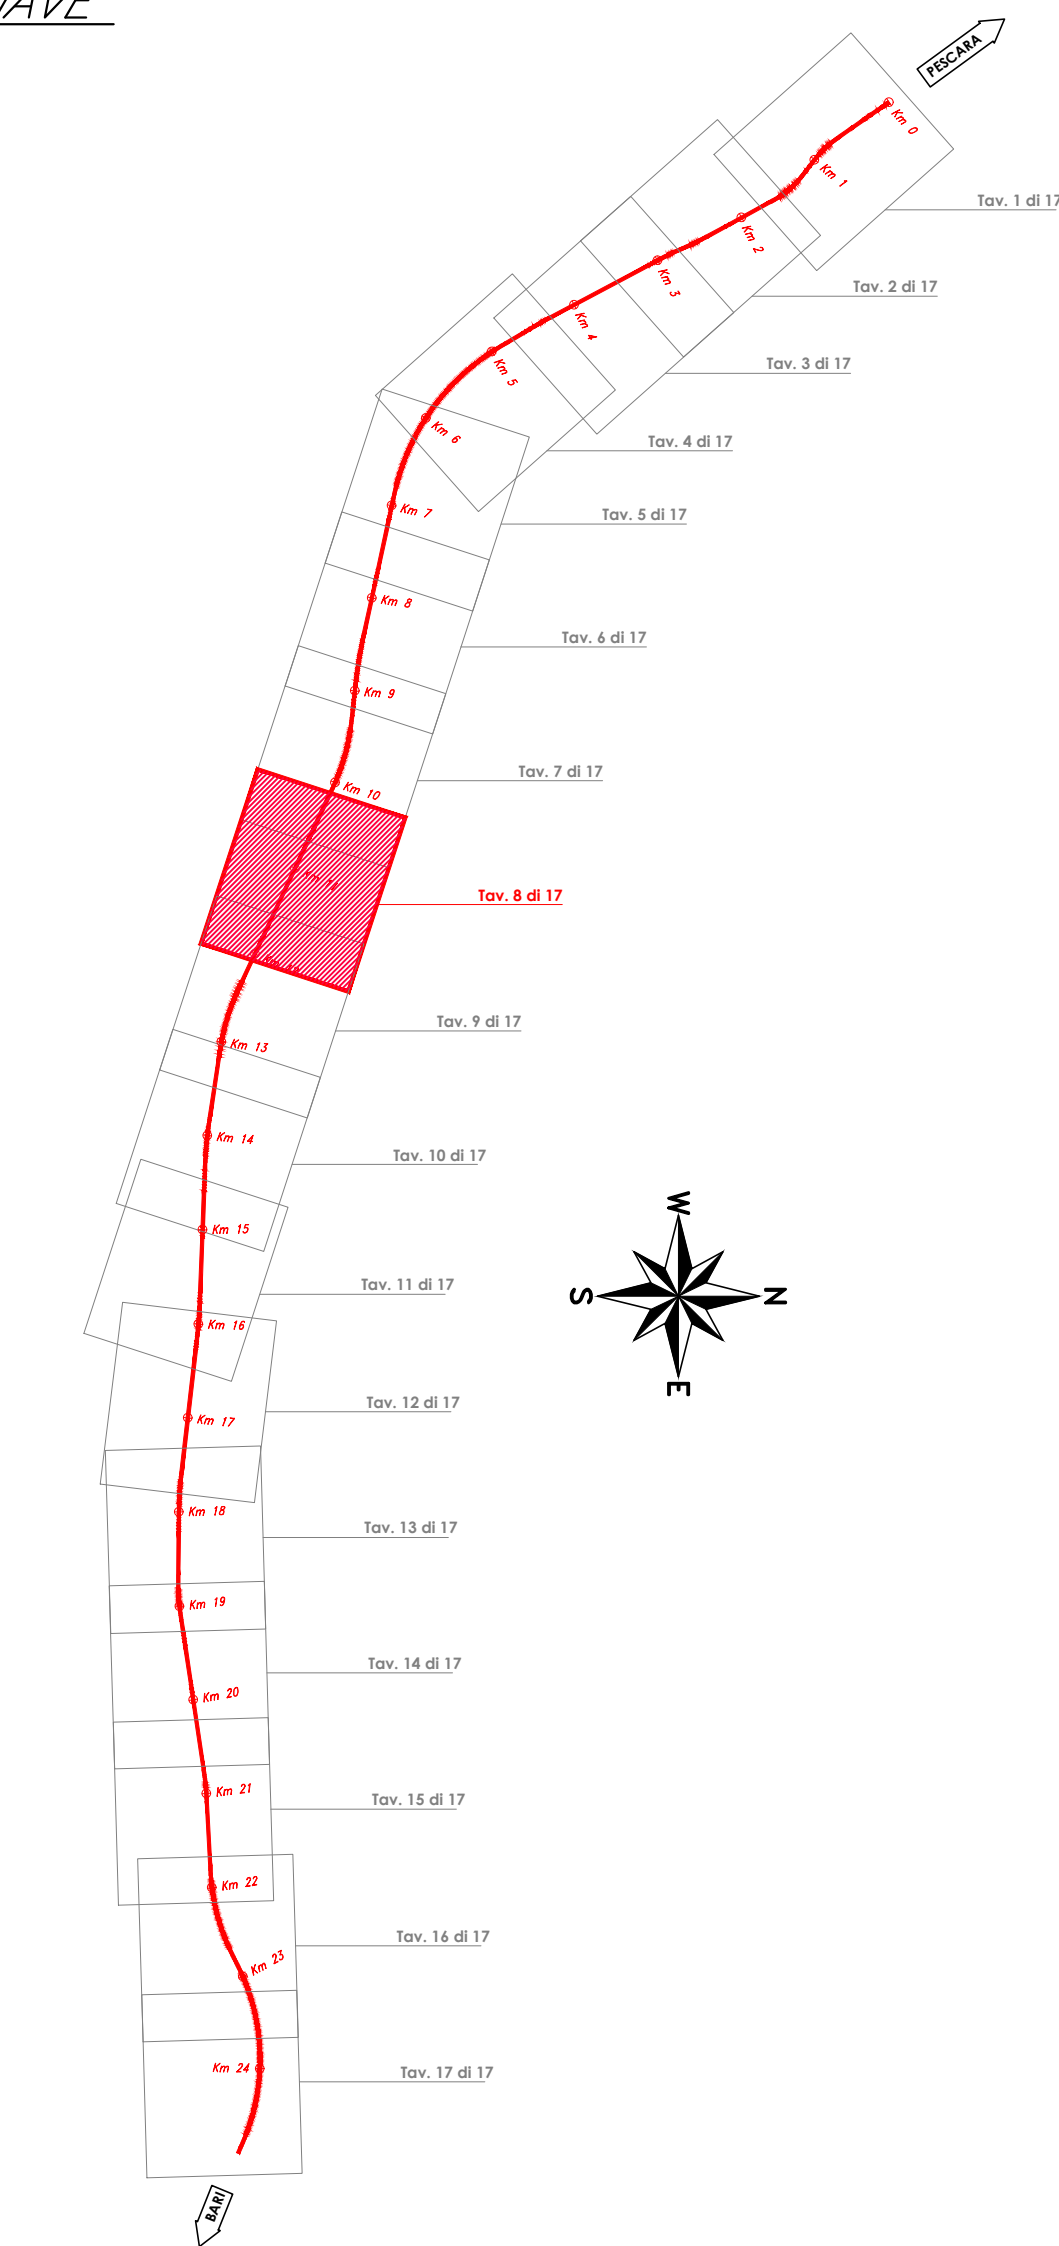 PESCARA
Km 0
Km 1
Tav. 1 di 17
Km 2
Km 3
Tav. 2 di 17
Km 4
Tav. 3 di 17
Km 5
Km 6
Tav. 4 di 17
Km 7
Tav. 5 di 17
Km 8
Tav. 6 di 17
Km 9
Tav. 7 di 17
Km 10
Km 11
Tav. 8 di 17
Km 12
Tav. 9 di 17
Km 13
Km 14
Tav. 10 di 17
W
Km 15
Tav. 11 di 17
S
N
Km 16
E
Tav. 12 di 17
Km 17
Km 18
Tav. 13 di 17
Km 19
Tav. 14 di 17
Km 20
Km 21
Tav. 15 di 17
Km 22
Tav. 16 di 17
Km 23
Km 24
Tav. 17 di 17
BARI